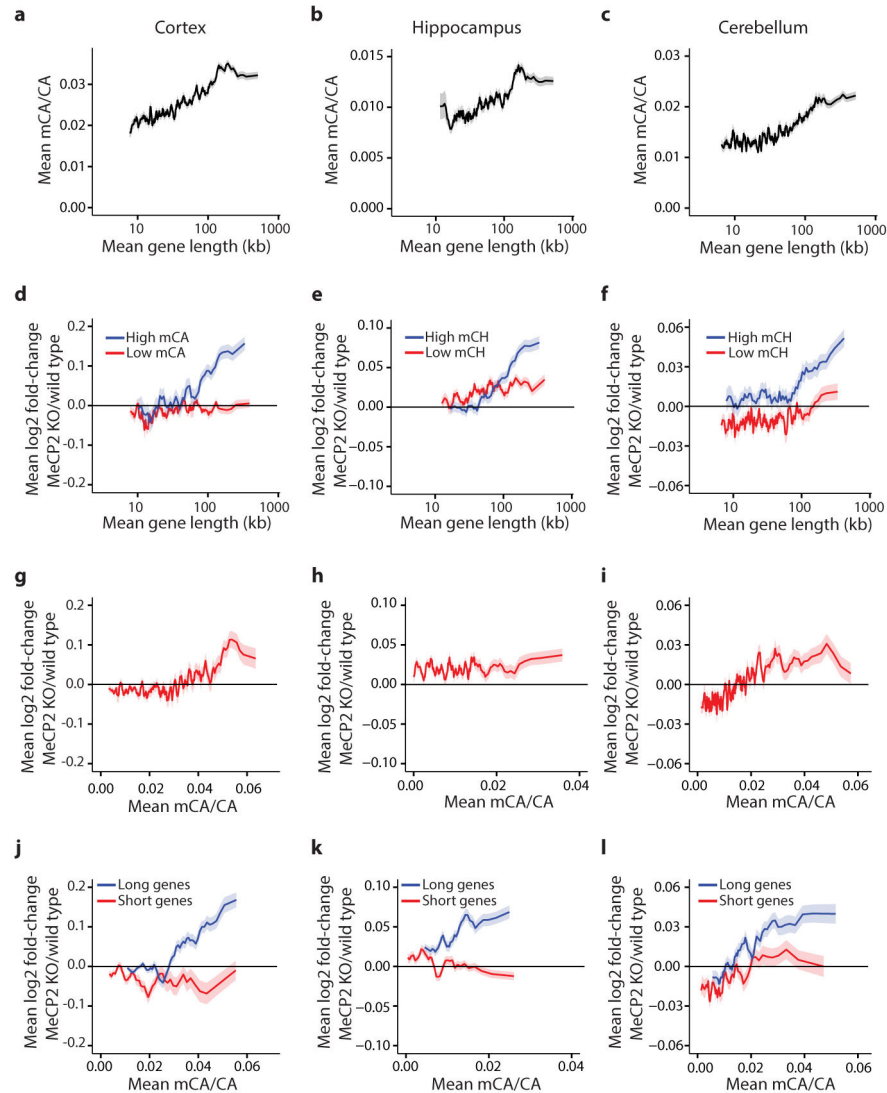 a
Cortex
Mean mCA/CA
0.03
0.02
0.01
0.00
10 100 1000
Mean gene length (kb)
b
Hippocampus
Mean mCA/CA
0.015
0.010
0.005
0.000
10 100 1000
Mean gene length (kb)
c
Cerebellum
Mean mCA/CA
0.03
0.02
0.01
0.00
10 100 1000
Mean gene length (kb)
d
Mean log2 fold-change
MeCP2 KO/wild type
High mCA
Low mCA
0.2
0.1
0.0
-0.1
-0.2
10 100 1000
Mean gene length (kb)
e
Mean log2 fold-change
MeCP2 KO/wild type
High mCH
Low mCH
0.10
0.05
0.00
−0.05
−0.10
10 100 1000
Mean gene length (kb)
f
Mean log2 fold-change
MeCP2 KO/wild type
High mCH
Low mCH
0.06
0.03
0.00
−0.03
−0.06
10 100 1000
Mean gene length (kb)
g
Mean log2 fold-change
MeCP2 KO/wild type
0.2
0.1
0.0
-0.1
-0.2
0.00 0.02 0.04 0.06
Mean mCA/CA
h
Mean log2 fold-change
MeCP2 KO/wild type
0.10
0.05
0.00
−0.05
−0.10
0.00 0.02 0.04
Mean mCA/CA
i
Mean log2 fold-change
MeCP2 KO/wild type
0.06
0.03
0.00
−0.03
−0.06
0.00 0.02 0.04 0.06
Mean mCA/CA
j
Mean log2 fold-change
MeCP2 KO/wild type
Long genes
Short genes
0.2
0.1
0.0
-0.1
-0.2
0.00 0.02 0.04 0.06
Mean mCA/CA
k
Mean log2 fold-change
MeCP2 KO/wild type
Long genes
Short genes
0.10
0.05
0.00
−0.05
−0.10
0.00 0.02 0.04
Mean mCA/CA
l
Mean log2 fold-change
MeCP2 KO/wild type
Long genes
Short genes
0.06
0.03
0.00
−0.03
−0.06
0.00 0.02 0.04 0.06
Mean mCA/CA